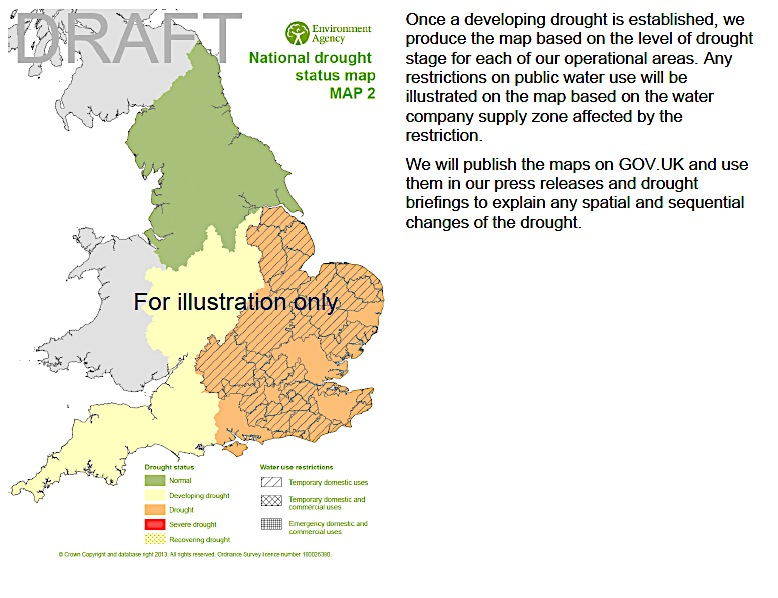 DRAFT
Environment
Agency
National drought
status map
MAP 2
For illustration only
Drought status
Normal
Developing drought
Drought
Severe drought
Recovering drought
Water use restrictions
Temporary domestic uses
Temporary domestic and
commercial uses
Emergency domestic and
commercial uses
© Crown Copyright and database right 2013. All rights reserved. Ordnance Survey licence number 100026380.
Once a developing drought is established, we
produce the map based on the level of drought
stage for each of our operational areas. Any
restrictions on public water use will be
illustrated on the map based on the water
company supply zone affected by the
restriction.
We will publish the maps on GOV.UK and use
them in our press releases and drought
briefings to explain any spatial and sequential
changes of the drought.